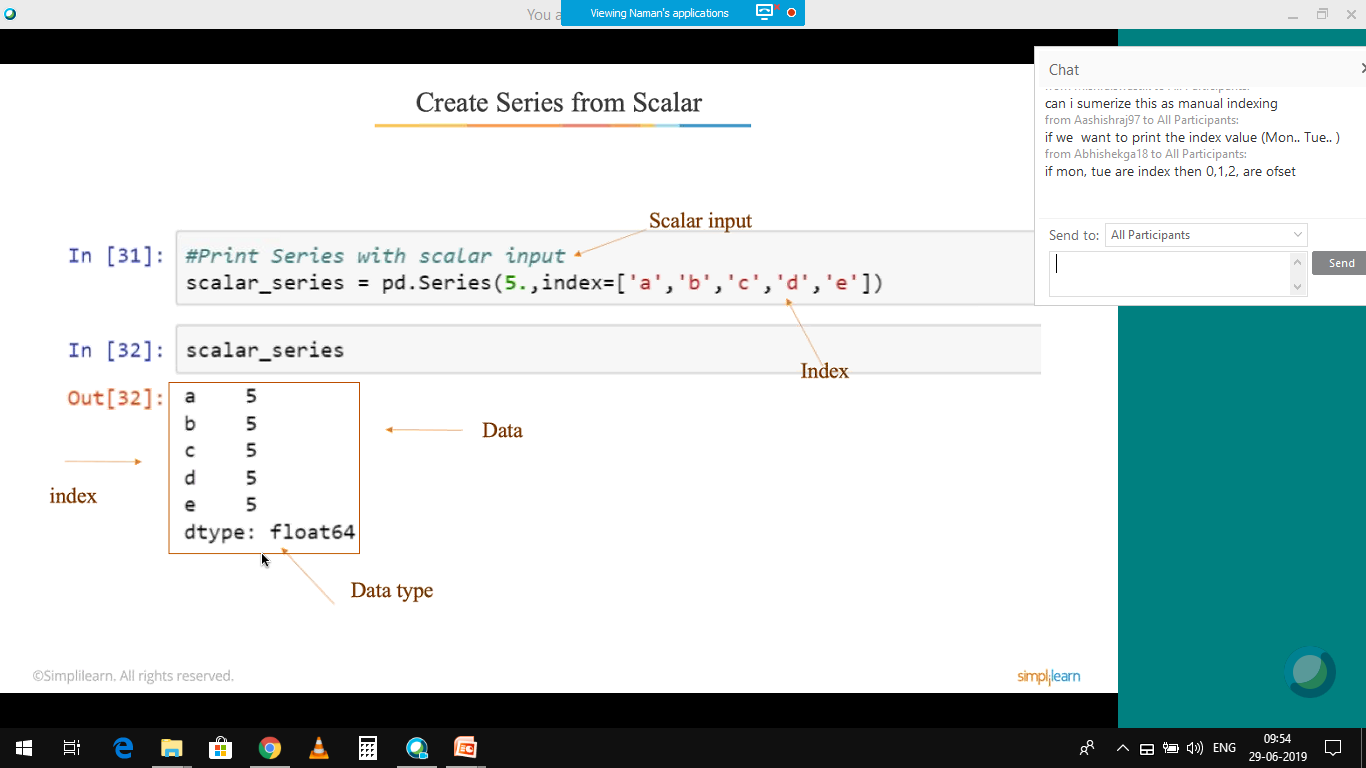 You a
Viewing Naman's applications
Create Series from Scalar
Scalar input
In [31]: #Print Series with scalar input
scalar_series = pd.Series(5.,index=['a','b','c','d','e'])
Index
In [32]: scalar_series
Out[32]: a 5
b 5
c 5
d 5
e 5
dtype: float64
Data
index
Data type
©Simplilearn. All rights reserved.
simplilearn
Chat
can i sumerize this as manual indexing
from Aashishraj97 to All Participants:
if we want to print the index value (Mon.. Tue.. )
from Abhishekga18 to All Participants:
if mon, tue are index then 0,1,2, are ofset
Send to: All Participants
Send
ENG
09:54
29-06-2019